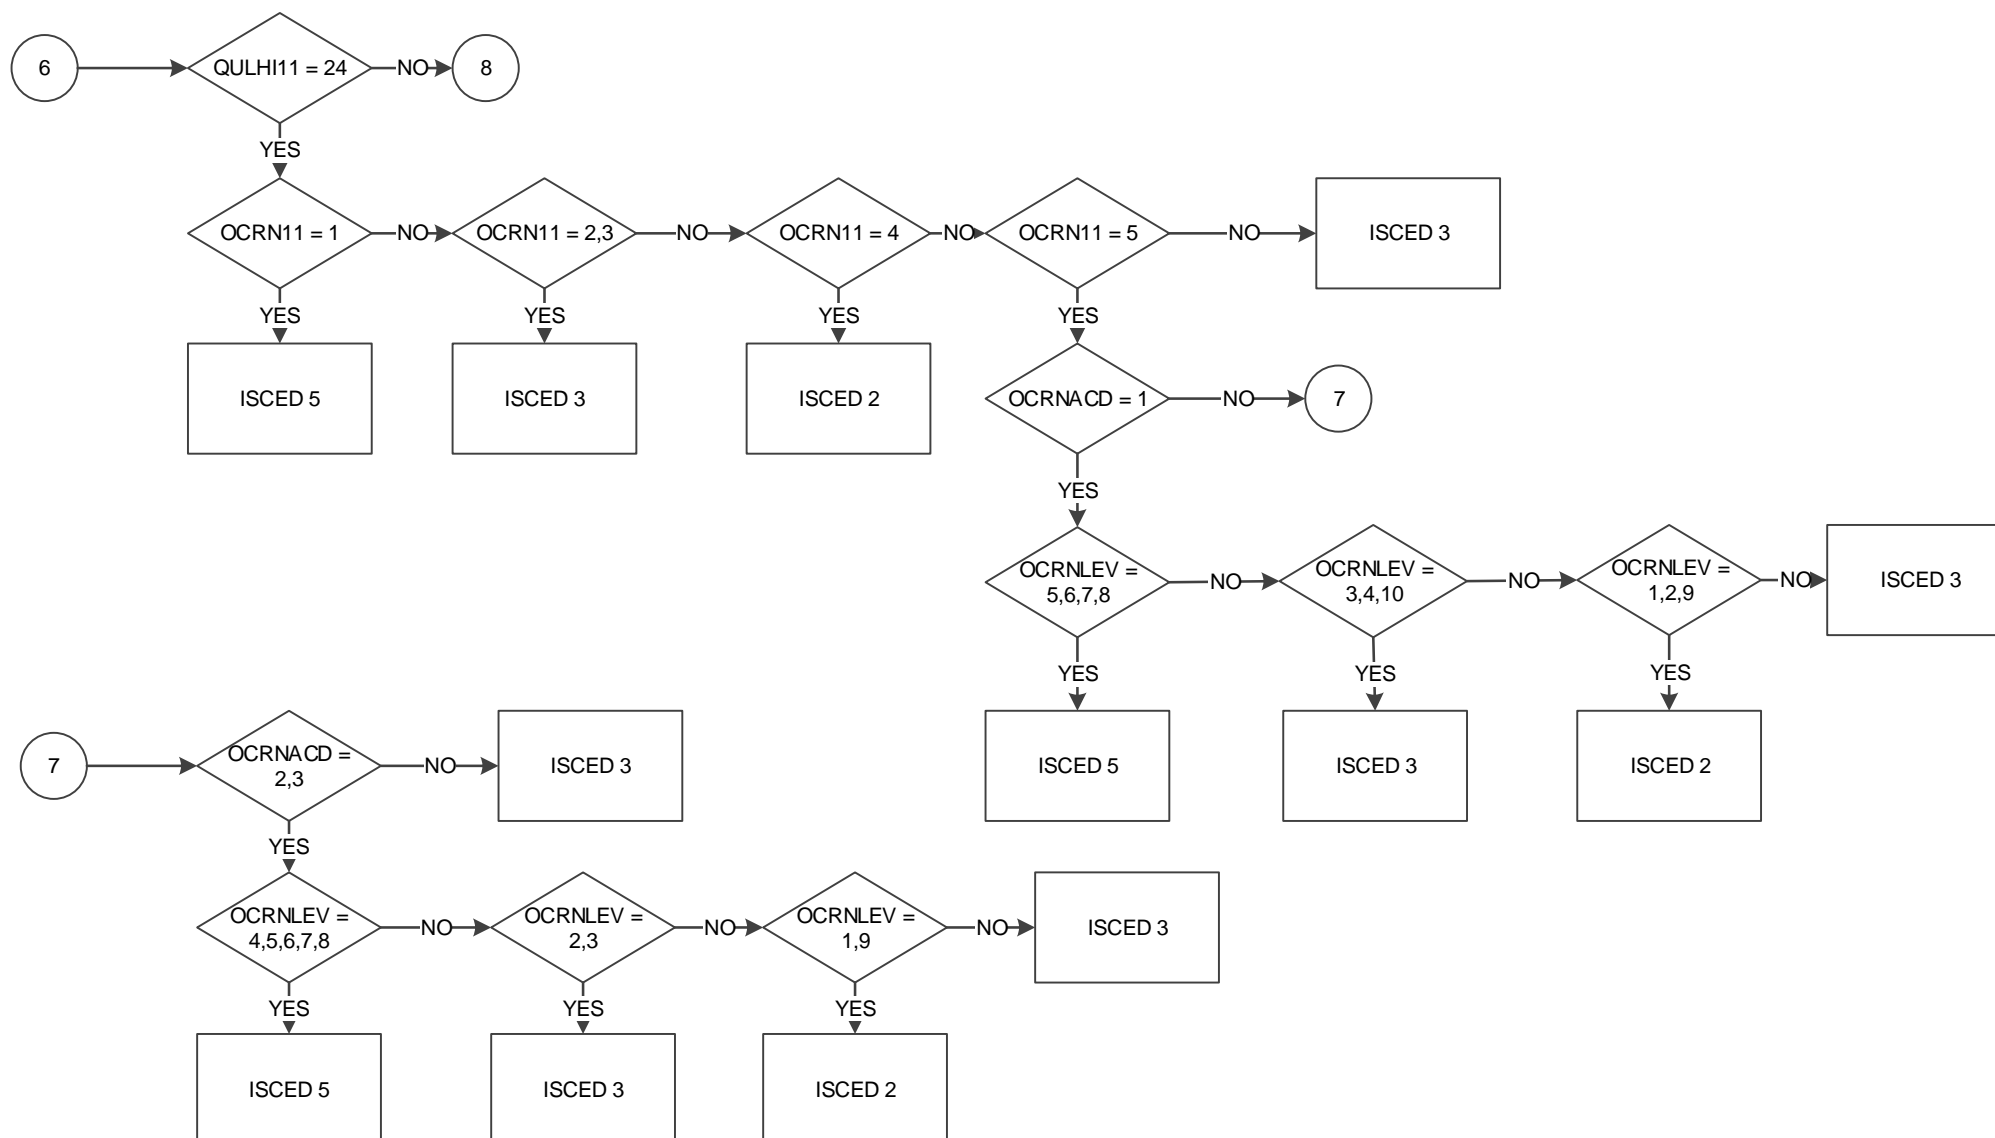 6
QULHI11 = 24
NO
8
YES
OCRN11 = 1
NO
OCRN11 = 2,3
NO
OCRN11 = 4
NO
OCRN11 = 5
NO
ISCED 3
YES
YES
YES
YES
ISCED 5
ISCED 3
ISCED 2
OCRNACD = 1
NO
7
YES
OCRNLEV =
5,6,7,8
NO
OCRNLEV =
3,4,10
NO
OCRNLEV =
1,2,9
NO
ISCED 3
YES
YES
YES
ISCED 5
ISCED 3
ISCED 2
7
OCRNACD =
2,3
NO
ISCED 3
YES
OCRNLEV =
4,5,6,7,8
NO
OCRNLEV =
2,3
NO
OCRNLEV =
1,9
NO
ISCED 3
YES
YES
YES
ISCED 5
ISCED 3
ISCED 2